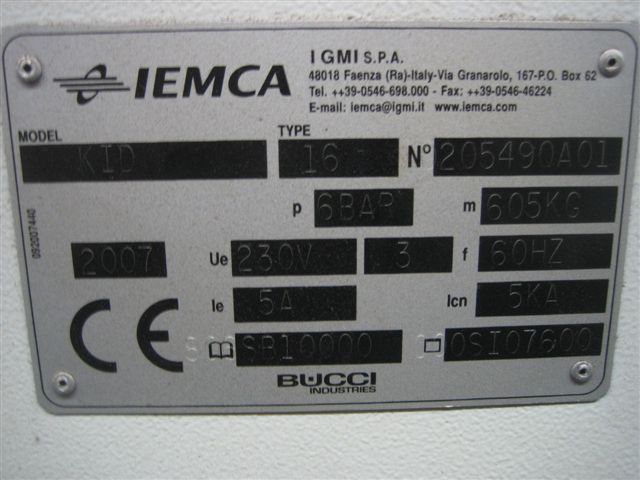 IEMCA
I GMI S.P.A.
48018 Faenza (Ra)-Italy-Via Granarolo, 167-P.O. Box 62
Tel. ++39-0546-698.000 - Fax: ++39-0546-46224
E-mail: iemca@igmi.it www.iemca.com
MODEL TYPE
KID 16 N° 205490A01
p 6BAR m 605KG
092007440
2007 Ue 230V 3 f 60HZ
Ie 5A Icn 5KA
CE SB10000 OSI07600
BUCCI
INDUSTRIES